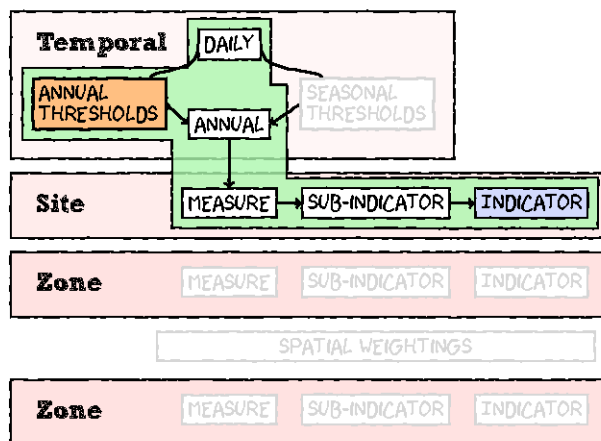 Temporal
DAILY
ANNUAL
THRESHOLDS
SEASONAL
THRESHOLDS
ANNUAL
Site
MEASURE
SUB-INDICATOR
INDICATOR
Zone
MEASURE
SUB-INDICATOR
INDICATOR
SPATIAL WEIGHTINGS
Zone
MEASURE
SUB-INDICATOR
INDICATOR